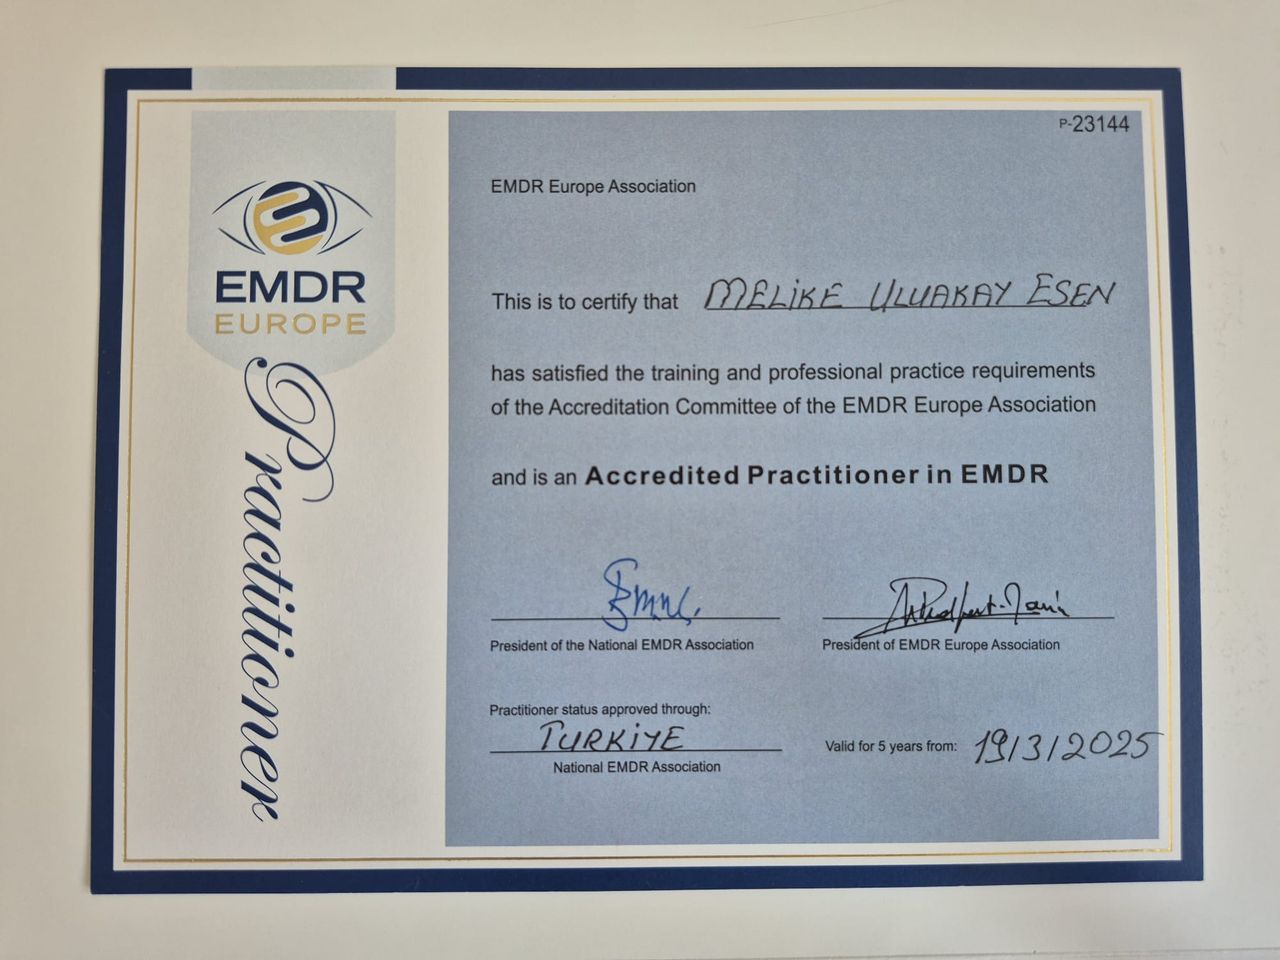 P-23144
EMDR
EUROPE
Practitioner
EMDR Europe Association
This is to certify that MELİKE ULUAKAY ESEN
has satisfied the training and professional practice requirements
of the Accreditation Committee of the EMDR Europe Association
and is an Accredited Practitioner in EMDR
President of the National EMDR Association
President of EMDR Europe Association
Practitioner status approved through:
TURKİYE
National EMDR Association
Valid for 5 years from: 19/3/2025